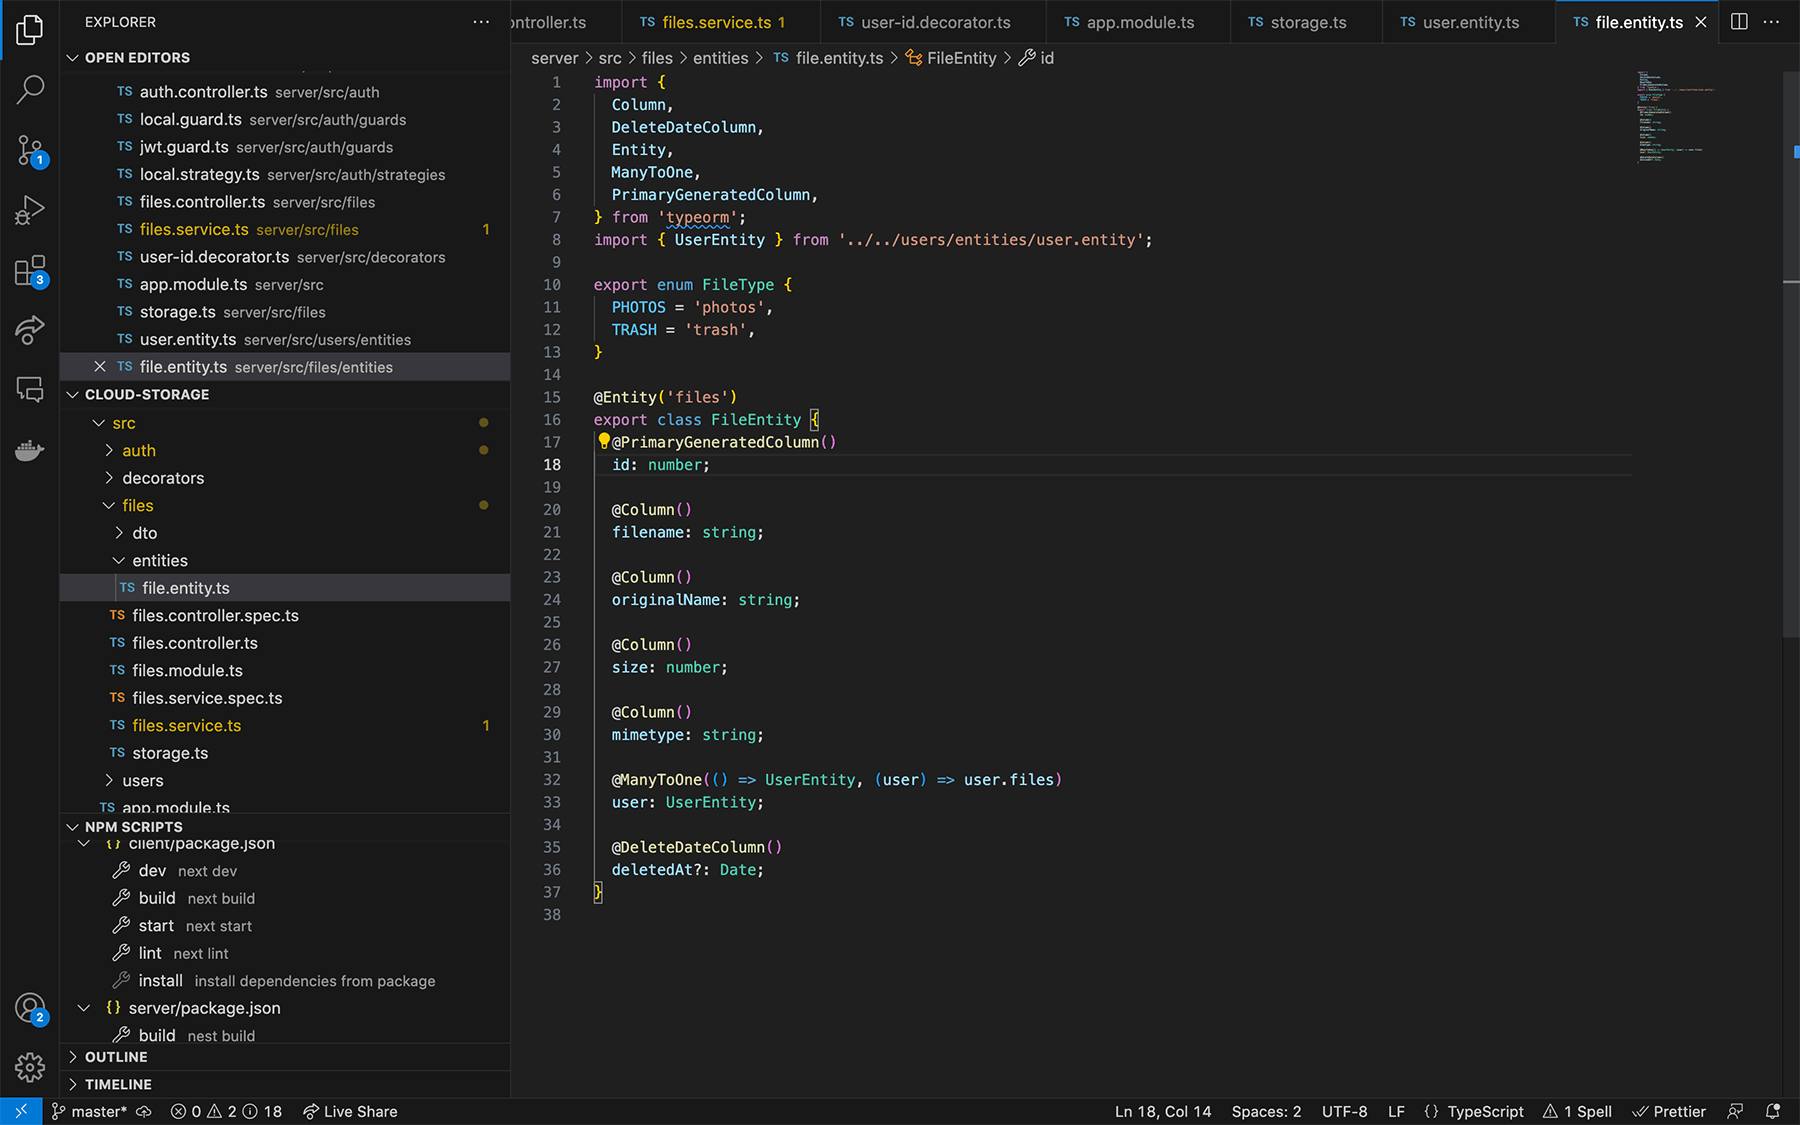 EXPLORER
OPEN EDITORS
TS auth.controller.ts server/src/auth
TS local.guard.ts server/src/auth/guards
TS jwt.guard.ts server/src/auth/guards
TS local.strategy.ts server/src/auth/strategies
TS files.controller.ts server/src/files
TS files.service.ts server/src/files 1
TS user-id.decorator.ts server/src/decorators
TS app.module.ts server/src
TS storage.ts server/src/files
TS user.entity.ts server/src/users/entities
TS file.entity.ts server/src/files/entities
CLOUD-STORAGE
src
auth
decorators
files
dto
entities
TS file.entity.ts
TS files.controller.spec.ts
TS files.controller.ts
TS files.module.ts
TS files.service.spec.ts
TS files.service.ts 1
TS storage.ts
users
TS app.module.ts
NPM SCRIPTS
{} client/package.json
dev next dev
build next build
start next start
lint next lint
install install dependencies from package
{} server/package.json
build nest build
OUTLINE
TIMELINE
1
3
2
ontroller.ts TS files.service.ts 1 TS user-id.decorator.ts TS app.module.ts TS storage.ts TS user.entity.ts TS file.entity.ts
server > src > files > entities > TS file.entity.ts > FileEntity > id
1 import {
2 Column,
3 DeleteDateColumn,
4 Entity,
5 ManyToOne,
6 PrimaryGeneratedColumn,
7 } from 'typeorm';
8 import { UserEntity } from '../../users/entities/user.entity';
9
10 export enum FileType {
11 PHOTOS = 'photos',
12 TRASH = 'trash',
13 }
14
15 @Entity('files')
16 export class FileEntity {
17 @PrimaryGeneratedColumn()
18 id: number;
19
20 @Column()
21 filename: string;
22
23 @Column()
24 originalName: string;
25
26 @Column()
27 size: number;
28
29 @Column()
30 mimetype: string;
31
32 @ManyToOne(() => UserEntity, (user) => user.files)
33 user: UserEntity;
34
35 @DeleteDateColumn()
36 deletedAt?: Date;
37 }
38
master* 0 2 18 Live Share Ln 18, Col 14 Spaces: 2 UTF-8 LF {} TypeScript 1 Spell Prettier